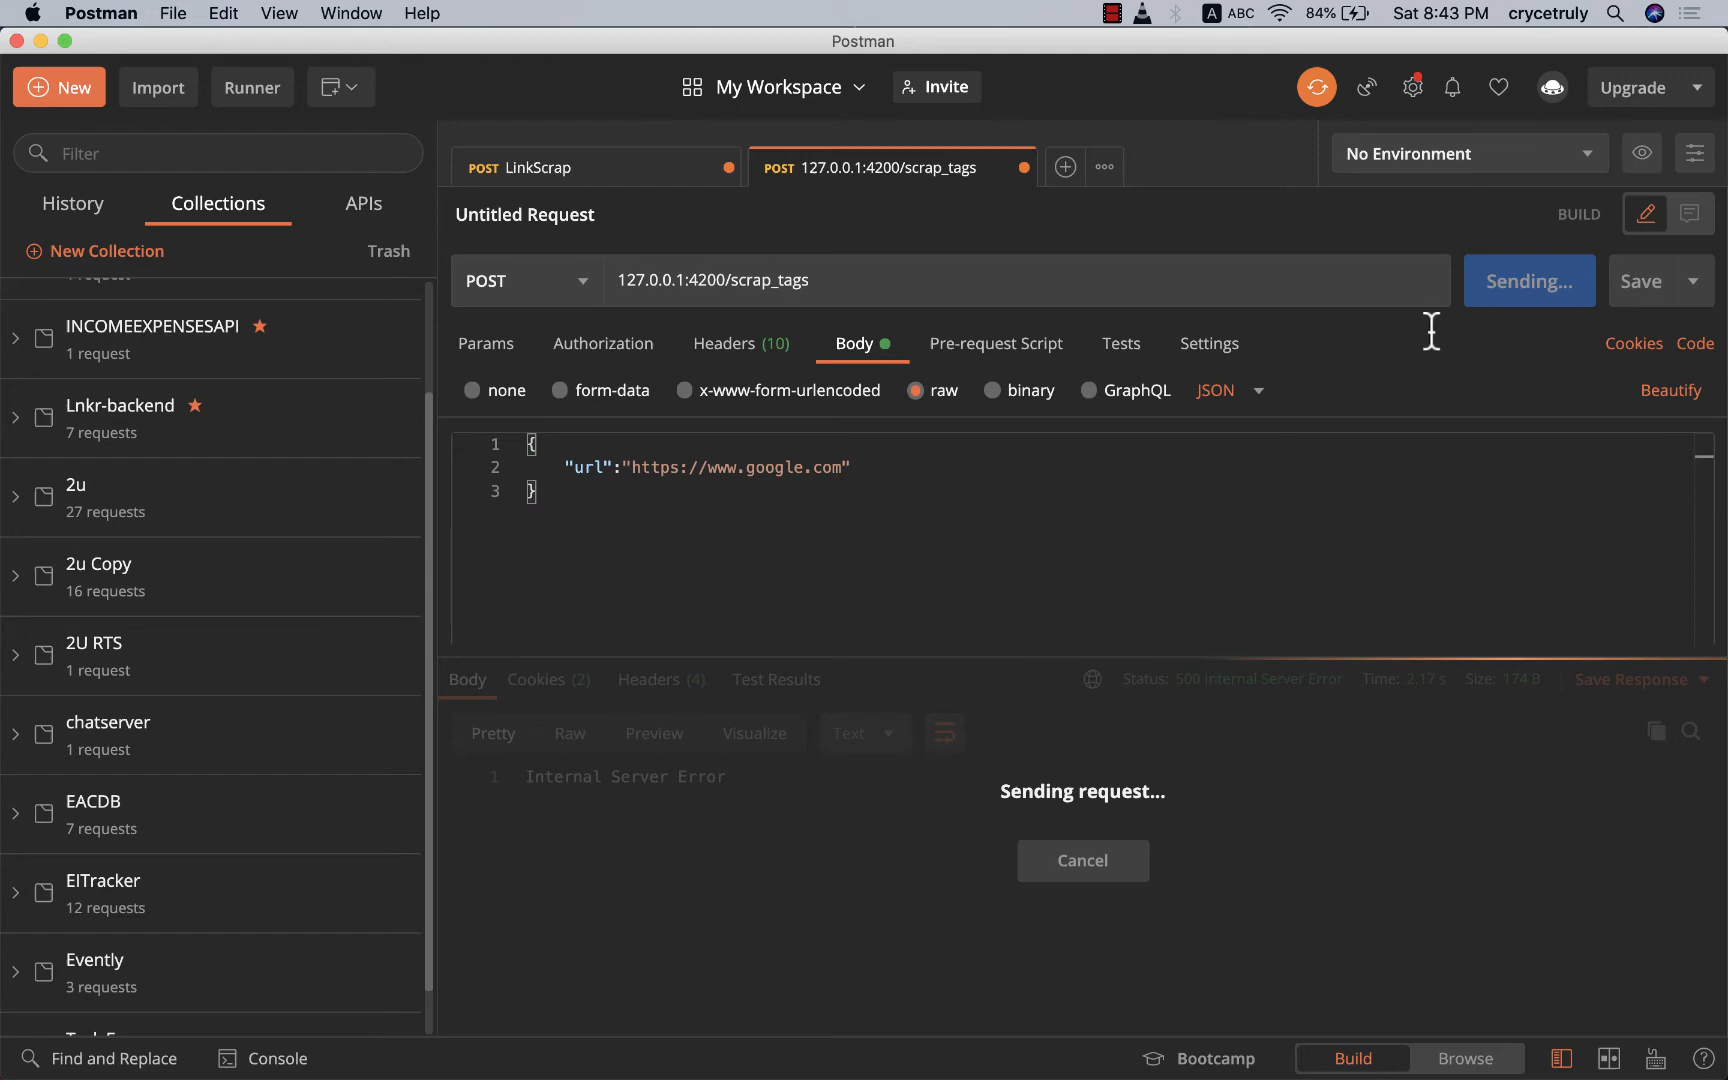 Postman File Edit View Window Help A ABC 84% Sat 8:43 PM crycetruly
Postman
New Import Runner My Workspace Invite Upgrade
Filter
POST LinkScrap POST 127.0.0.1:4200/scrap_tags No Environment
History Collections APIs
Untitled Request BUILD
New Collection Trash
POST 127.0.0.1:4200/scrap_tags Sending... Save
INCOMEEXPENSESAPI
1 request
Params Authorization Headers (10) Body Pre-request Script Tests Settings Cookies Code
none form-data x-www-form-urlencoded raw binary GraphQL JSON Beautify
Lnkr-backend
7 requests
1 {
2 "url":"https://www.google.com"
3 }
2u
27 requests
2u Copy
16 requests
2U RTS
1 request
Body Cookies (2) Headers (4) Test Results Status: 500 Internal Server Error Time: 2.17 s Size: 174 B Save Response
chatserver
1 request
Pretty Raw Preview Visualize Text
1 Internal Server Error
Sending request...
EACDB
7 requests
Cancel
ElTracker
12 requests
Evently
3 requests
Find and Replace Console Bootcamp Build Browse